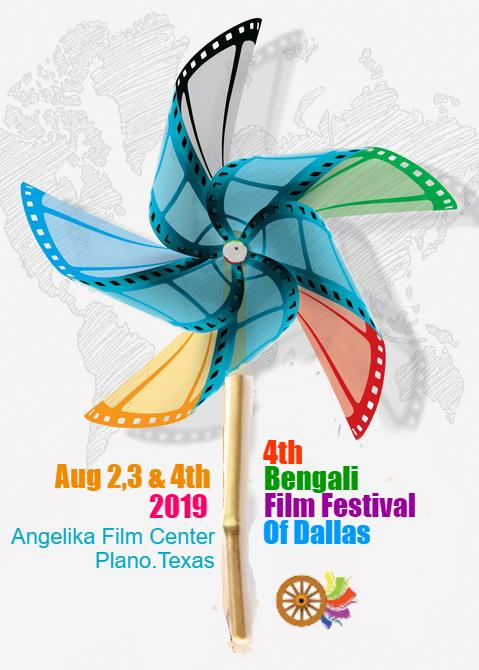 Aug 2,3 & 4th
2019
Angelika Film Center
Plano.Texas
4th
Bengali
Film Festival
Of Dallas